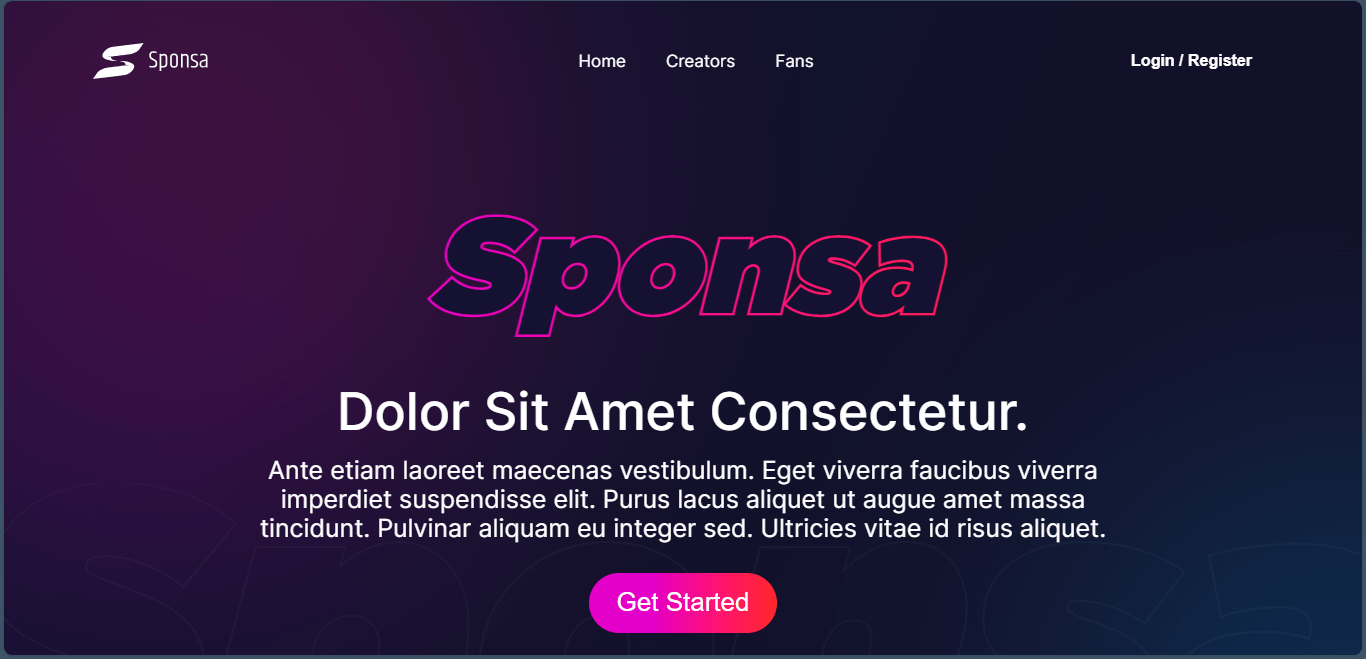 Sponsa
Home
Creators
Fans
Login / Register
Sponsa
Dolor Sit Amet Consectetur.
Ante etiam laoreet maecenas vestibulum. Eget viverra faucibus viverra
imperdiet suspendisse elit. Purus lacus aliquet ut augue amet massa
tincidunt. Pulvinar aliquam eu integer sed. Ultricies vitae id risus aliquet.
Sponsa
Get Started